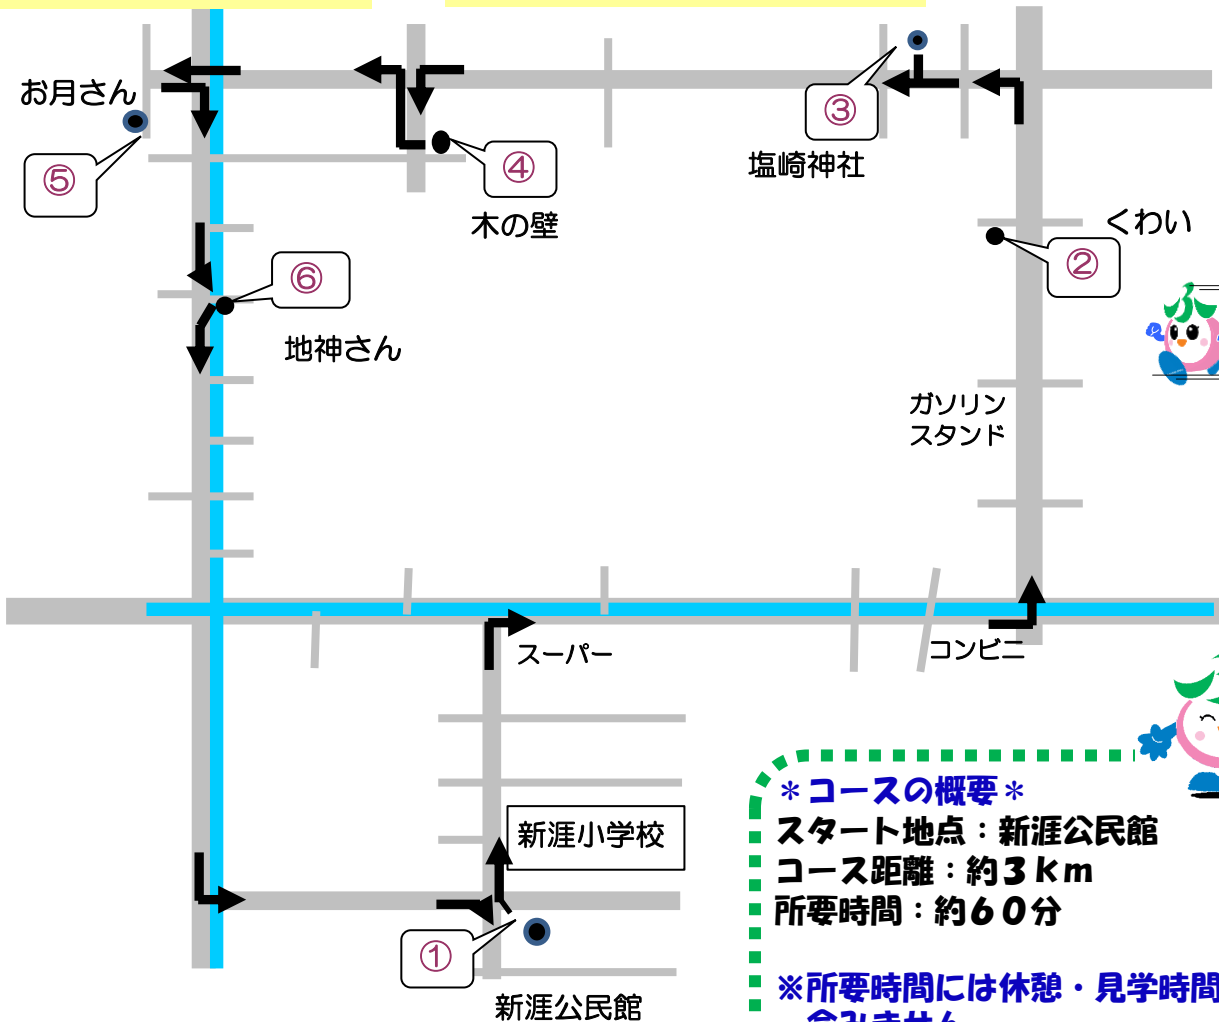 お月さん
⑤
④
木の壁
③
塩崎神社
くわい
②
⑥
地神さん
ガソリン
スタンド
スーパー
コンビニ
新涯小学校
①
新涯公民館
＊コースの概要＊
スタート地点：新涯公民館
コース距離：約３ｋｍ
所要時間：約６０分
※所要時間には休憩・見学時間
含みません